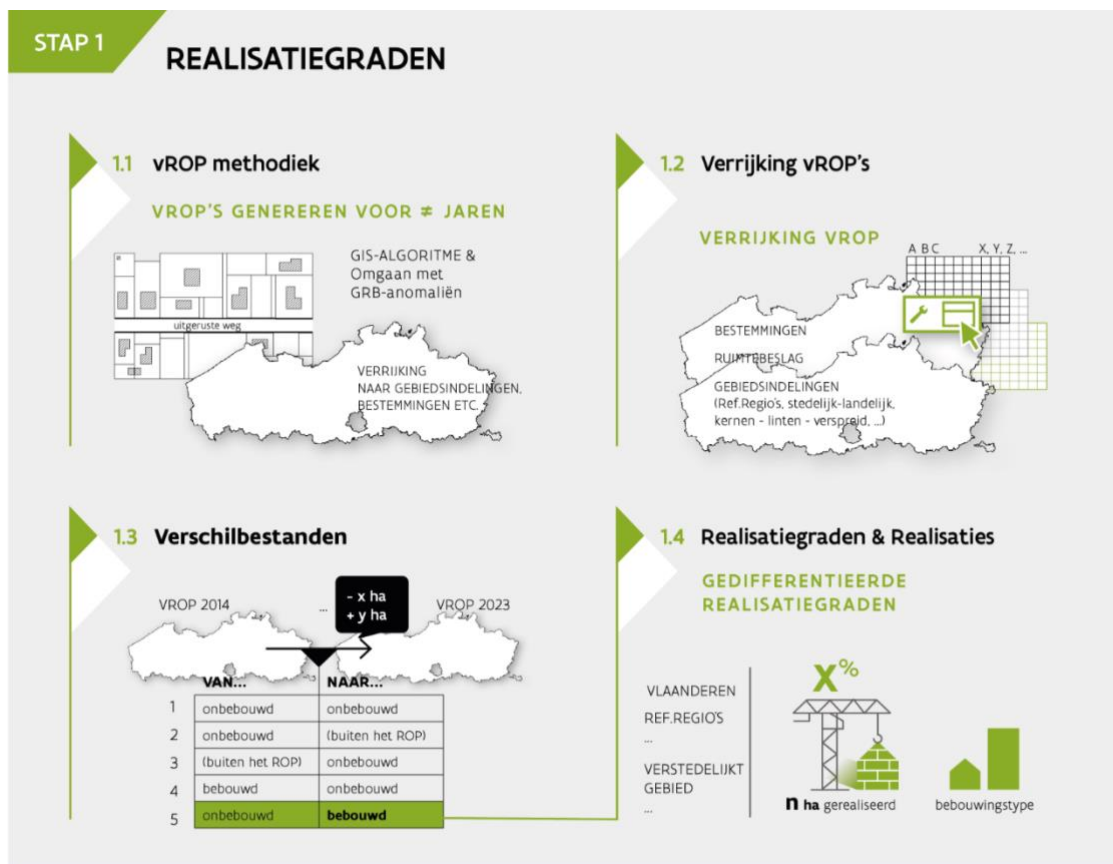 STAP 1
REALISATIEGRADEN
1.1 vROP methodiek
VROP'S GENEREREN VOOR ≠ JAREN
GIS-ALGORITME &
Omgaan met
GRB-anomaliën
uitgeruste weg
VERRIJKING
NAAR GEBIEDSINDELINGEN,
BESTEMMINGEN ETC.
1.2 Verrijking vROP's
VERRIJKING VROP
A B C X, Y, Z, ...
BESTEMMINGEN
RUIMTEBESLAG
GEBIEDSINDELINGEN
(Ref.Regio's, stedelijk-landelijk,
kernen - linten - verspreid, ...)
1.3 Verschilbestanden
VROP 2014 ... VROP 2023
- x ha
+ y ha
VAN... NAAR...
1 onbebouwd onbebouwd
2 onbebouwd (buiten het ROP)
3 (buiten het ROP) onbebouwd
4 bebouwd onbebouwd
5 onbebouwd bebouwd
1.4 Realisatiegraden & Realisaties
GEDIFFERENTIEERDE
REALISATIEGRADEN
VLAANDEREN
REF.REGIO'S
...
VERSTEDELIJKT
GEBIED
...
X%
n ha gerealiseerd
bebouwingstype